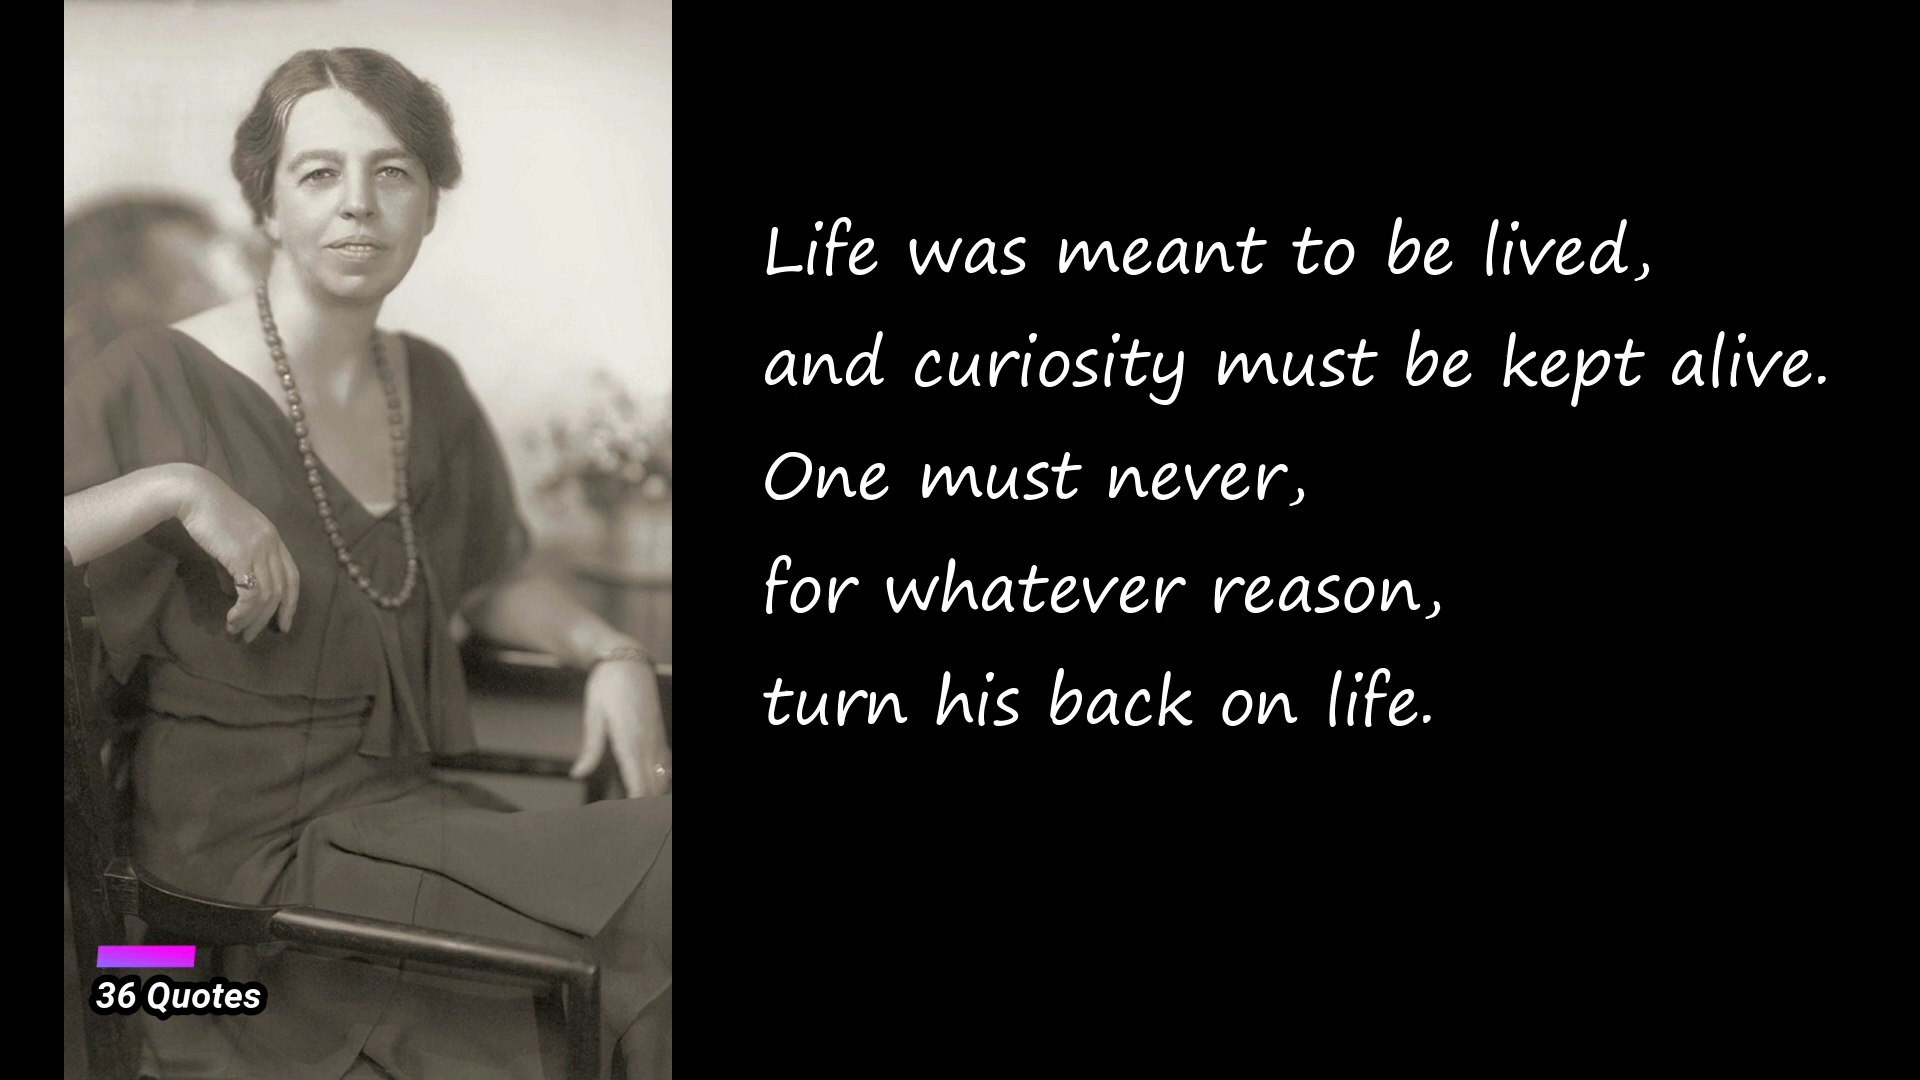 Life was meant to be lived,
and curiosity must be kept alive.
One must never,
for whatever reason,
turn his back on life.
36 Quotes